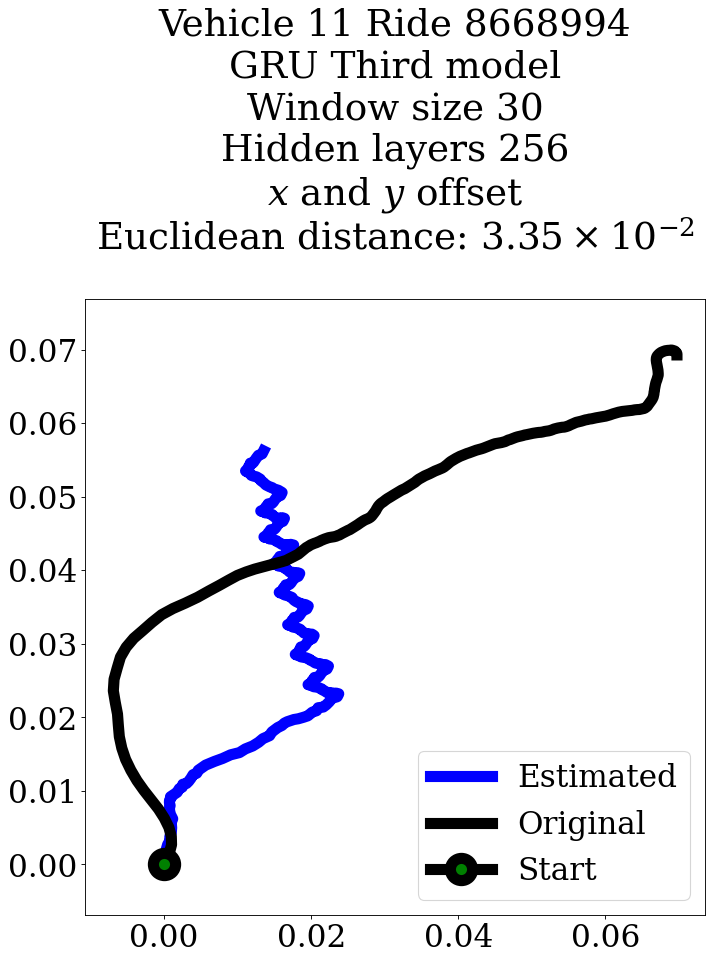 Vehicle 11 Ride 8668994
GRU Third model
Window size 30
Hidden layers 256
x and y offset
Euclidean distance: 3.35 × 10⁻²
0.07
0.06
0.05
0.04
0.03
0.02
0.01
0.00
Estimated
Original
Start
0.00 0.02 0.04 0.06